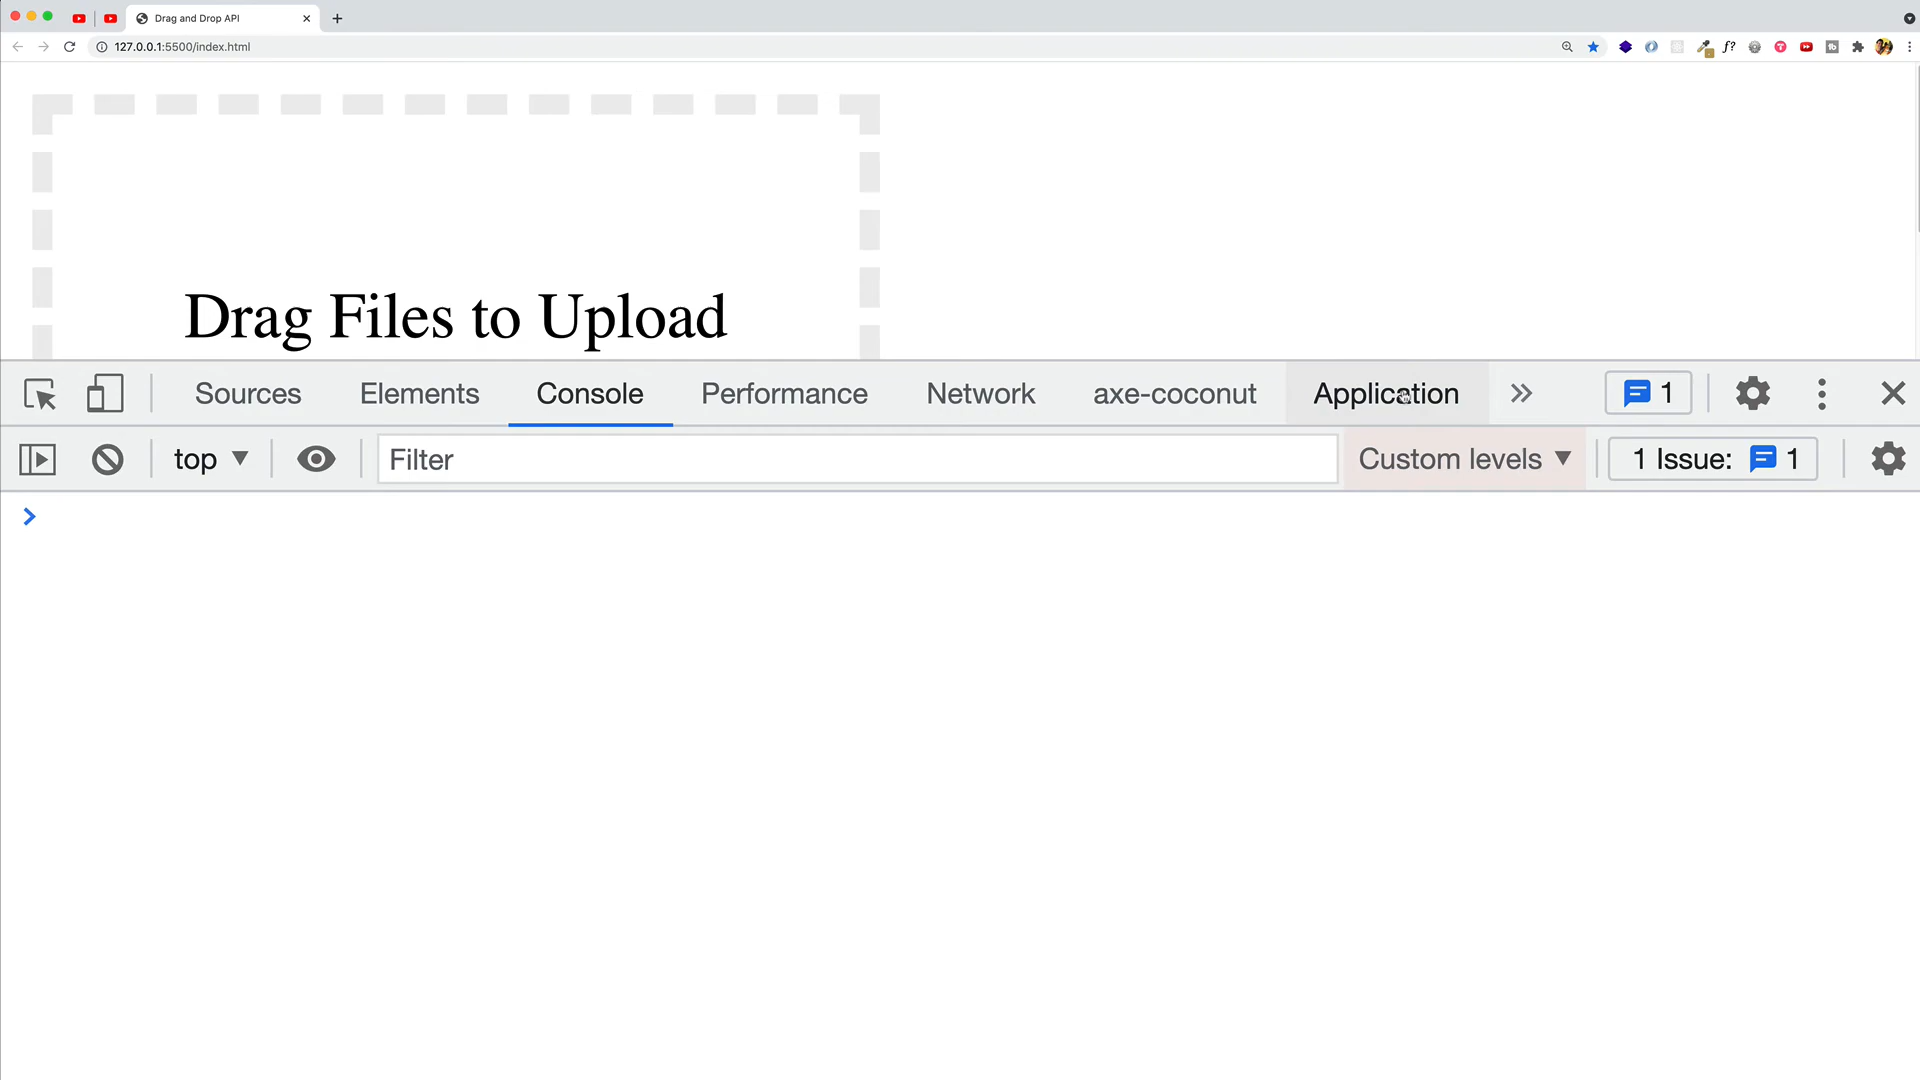 Drag and Drop API
127.0.0.1:5500/index.html
f?
Drag Files to Upload
Sources Elements Console Performance Network axe-coconut Application 1
top Filter Custom levels 1 Issue: 1